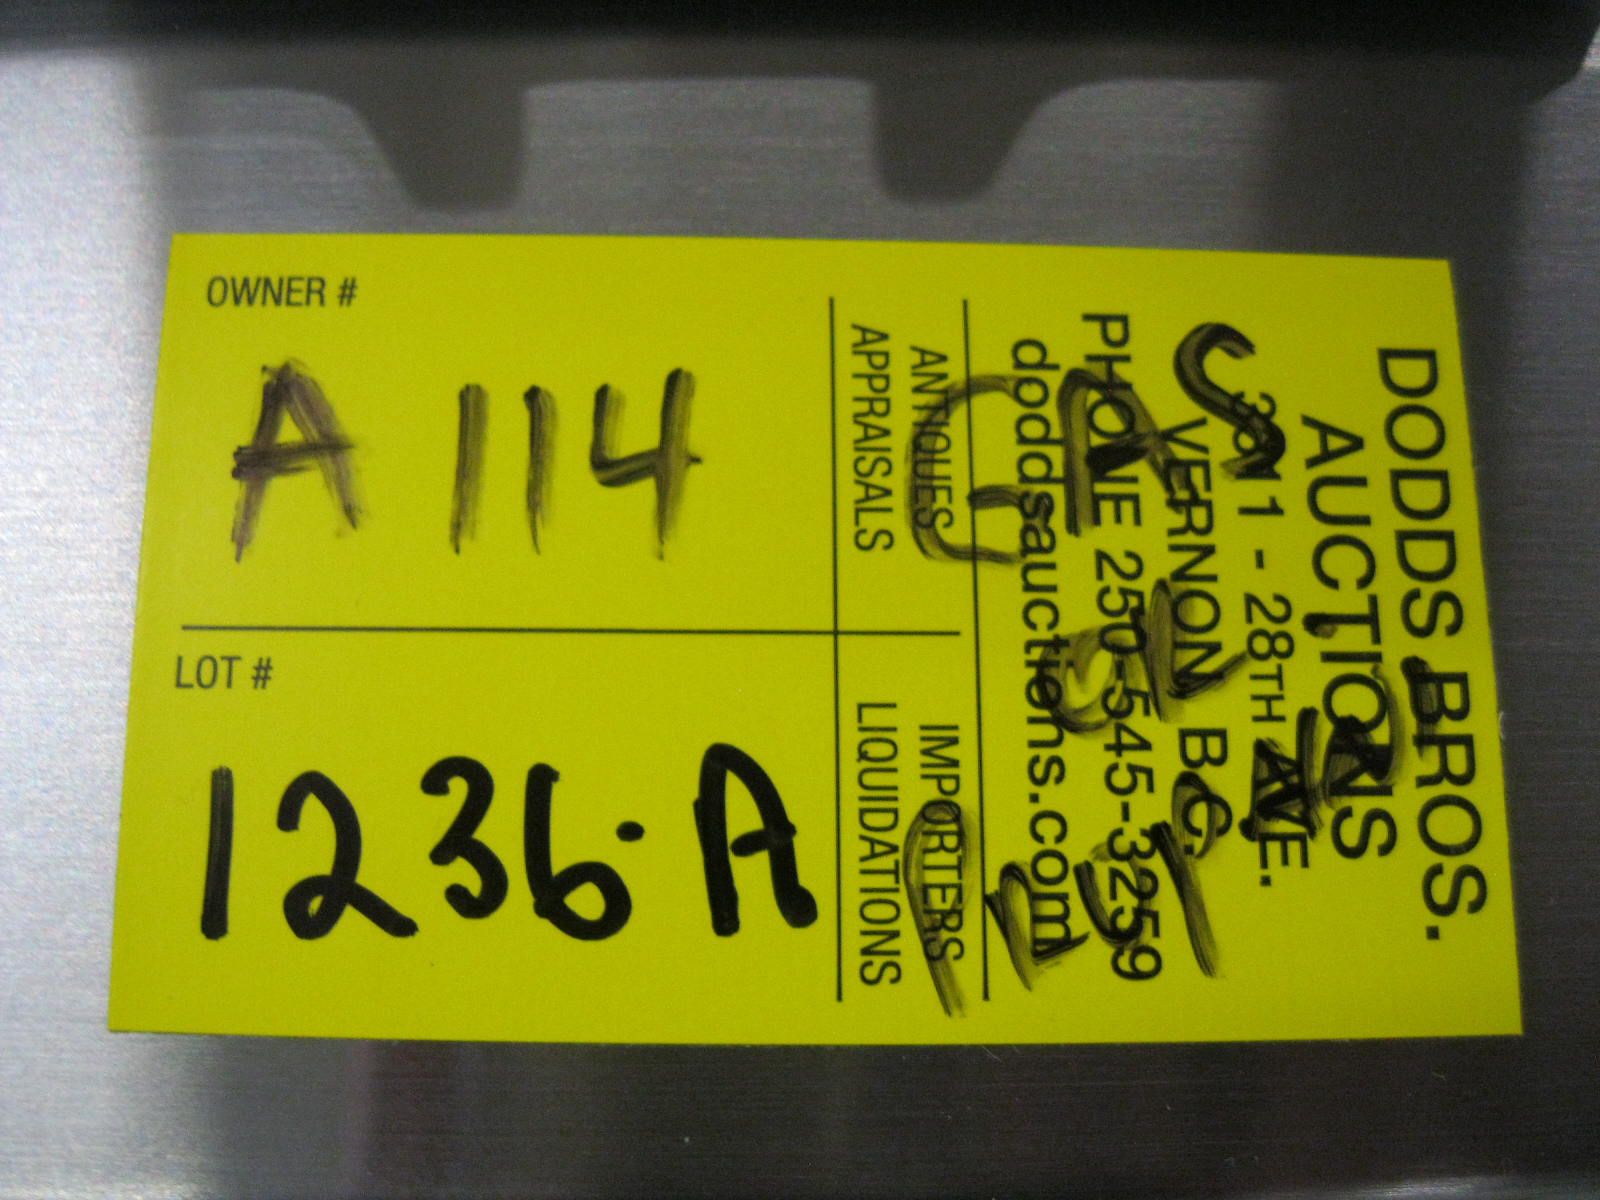 OWNER #
A 114
LOT #
1236·A
DODDS BROS.
AUCTIONS
3311 - 28TH AVE.
VERNON B.C.
PHONE 250-545-3259
doddsauctions.com
ANTIQUES IMPORTERS
APPRAISALS LIQUIDATIONS